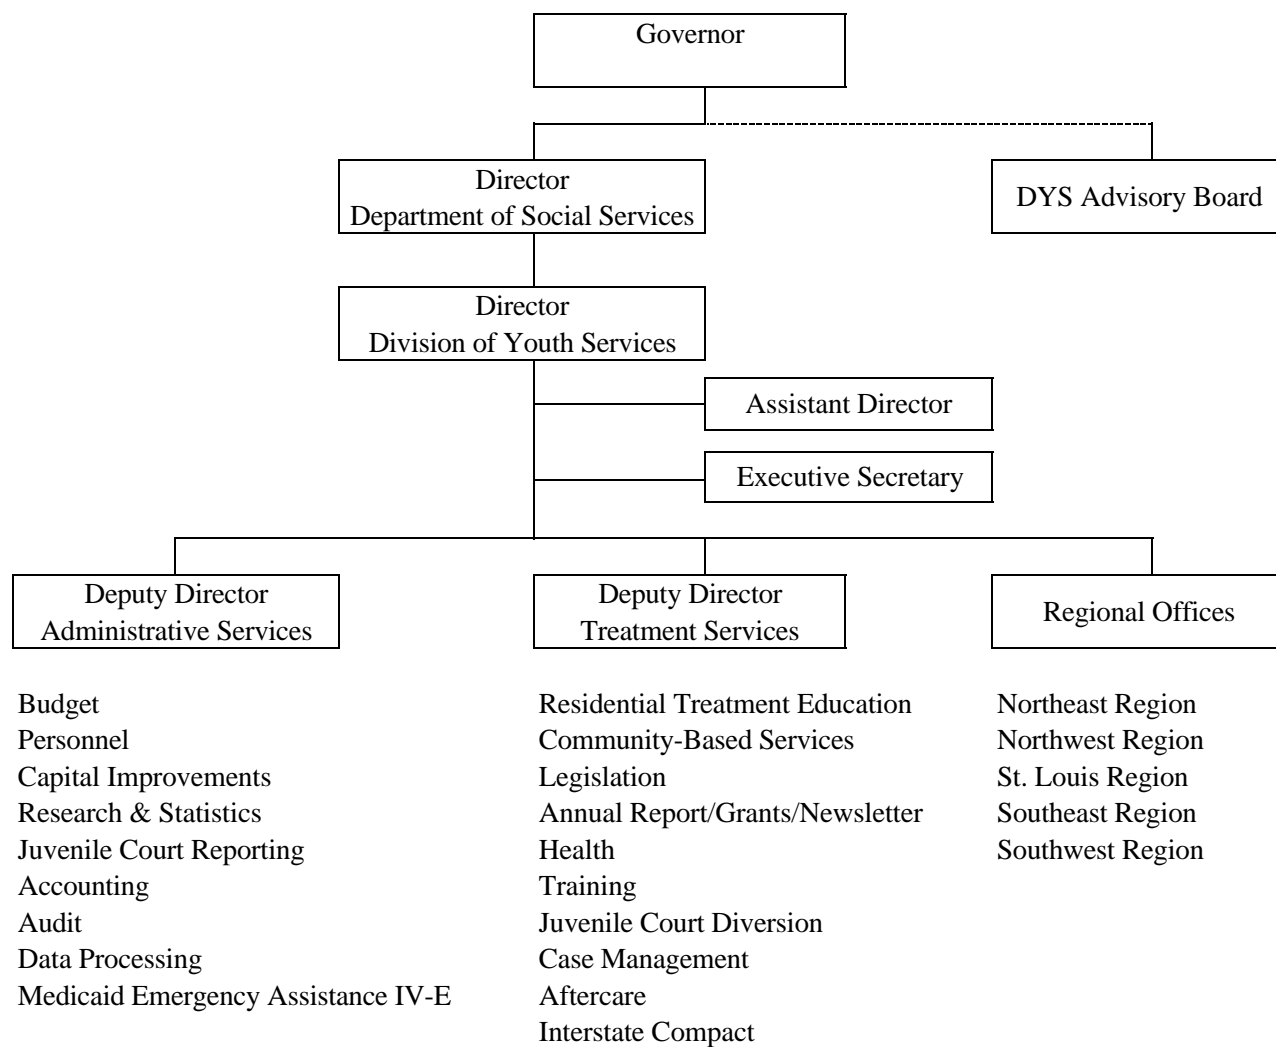 Governor
Director
Department of Social Services
DYS Advisory Board
Director
Division of Youth Services
Assistant Director
Executive Secretary
Deputy Director
Administrative Services
Deputy Director
Treatment Services
Regional Offices
Budget
Personnel
Capital Improvements
Research & Statistics
Juvenile Court Reporting
Accounting
Audit
Data Processing
Medicaid Emergency Assistance IV-E
Residential Treatment Education
Community-Based Services
Legislation
Annual Report/Grants/Newsletter
Health
Training
Juvenile Court Diversion
Case Management
Aftercare
Interstate Compact
Northeast Region
Northwest Region
St. Louis Region
Southeast Region
Southwest Region